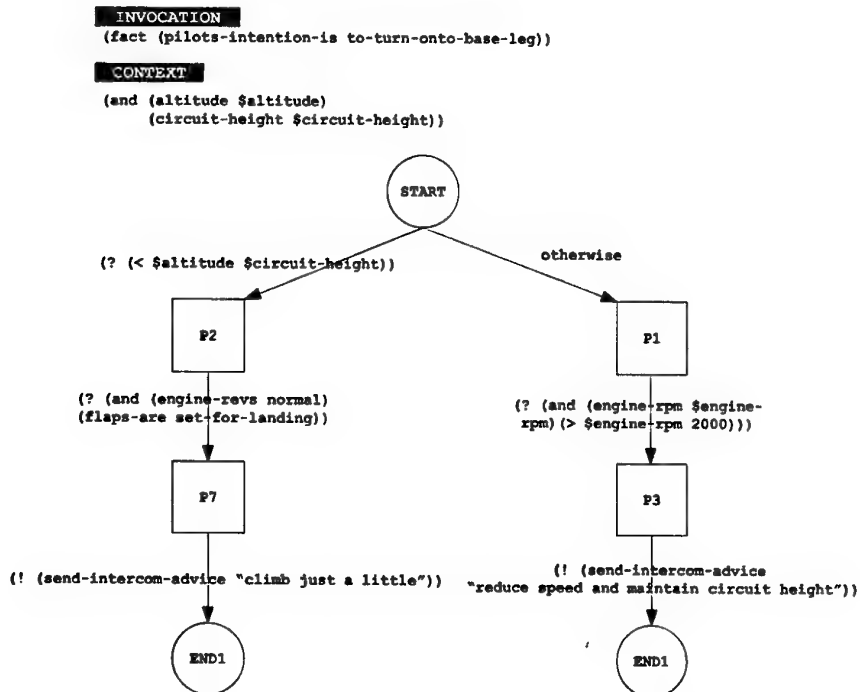 INVOCATION
(fact (pilots-intention-is to-turn-onto-base-leg))
CONTEXT
(and (altitude $altitude)
(circuit-height $circuit-height))
START
(? (< $altitude $circuit-height))
otherwise
P2
P1
(? (and (engine-revs normal)
(flaps-are set-for-landing))
(? (and (engine-rpm $engine-
rpm)(> $engine-rpm 2000)))
P7
P3
(! (send-intercom-advice “climb just a little”))
(! (send-intercom-advice
“reduce speed and maintain circuit height”))
END1
END1